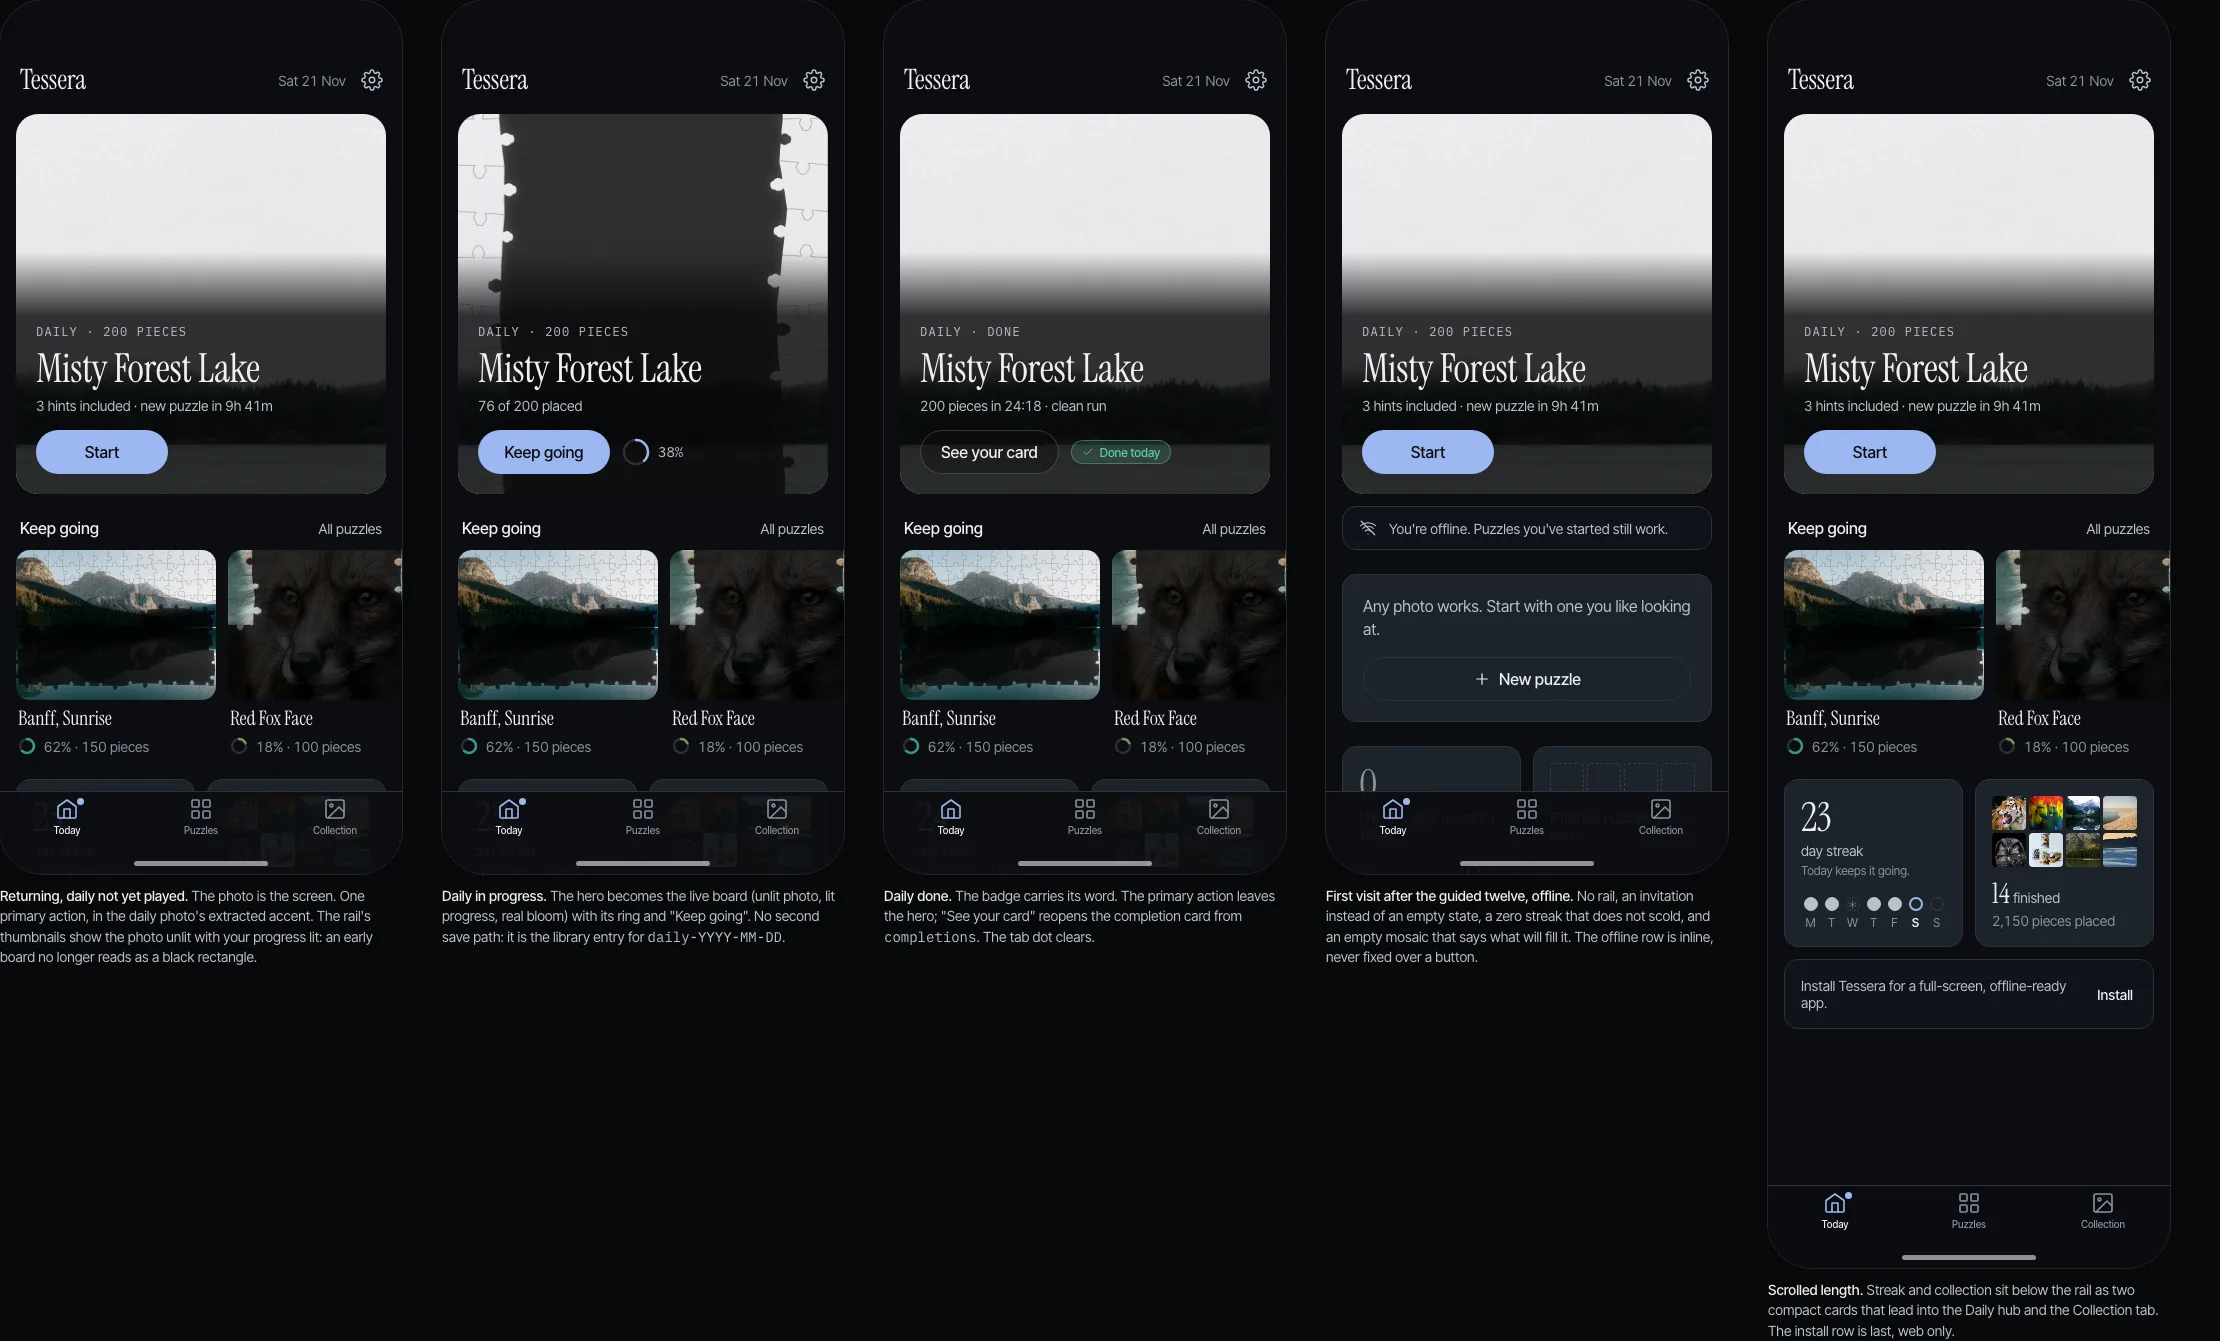 Tessera
Sat 21 Nov
DAILY · 200 PIECES
Misty Forest Lake
3 hints included · new puzzle in 9h 41m
Start
Keep going
All puzzles
Banff, Sunrise
62% · 150 pieces
Red Fox Face
18% · 100 pieces
Today
Puzzles
Collection
Returning, daily not yet played. The photo is the screen. One
primary action, in the daily photo's extracted accent. The rail's
thumbnails show the photo unlit with your progress lit: an early
board no longer reads as a black rectangle.
Tessera
Sat 21 Nov
DAILY · 200 PIECES
Misty Forest Lake
76 of 200 placed
Keep going
38%
Keep going
All puzzles
Banff, Sunrise
62% · 150 pieces
Red Fox Face
18% · 100 pieces
Today
Puzzles
Collection
Daily in progress. The hero becomes the live board (unlit photo, lit
progress, real bloom) with its ring and "Keep going". No second
save path: it is the library entry for daily-YYYY-MM-DD.
Tessera
Sat 21 Nov
DAILY · DONE
Misty Forest Lake
200 pieces in 24:18 · clean run
See your card
Done today
Keep going
All puzzles
Banff, Sunrise
62% · 150 pieces
Red Fox Face
18% · 100 pieces
Today
Puzzles
Collection
Daily done. The badge carries its word. The primary action leaves
the hero; "See your card" reopens the completion card from
completions. The tab dot clears.
Tessera
Sat 21 Nov
DAILY · 200 PIECES
Misty Forest Lake
3 hints included · new puzzle in 9h 41m
Start
You're offline. Puzzles you've started still work.
Any photo works. Start with one you like looking
at.
New puzzle
0
Today
Puzzles
Collection
First visit after the guided twelve, offline. No rail, an invitation
instead of an empty state, a zero streak that does not scold, and
an empty mosaic that says what will fill it. The offline row is inline,
never fixed over a button.
Tessera
Sat 21 Nov
DAILY · 200 PIECES
Misty Forest Lake
3 hints included · new puzzle in 9h 41m
Start
Keep going
All puzzles
Banff, Sunrise
62% · 150 pieces
Red Fox Face
18% · 100 pieces
23
day streak
Today keeps it going.
M T W T F S S
14 finished
2,150 pieces placed
Install Tessera for a full-screen, offline-ready
app.
Install
Today
Puzzles
Collection
Scrolled length. Streak and collection sit below the rail as two
compact cards that lead into the Daily hub and the Collection tab.
The install row is last, web only.